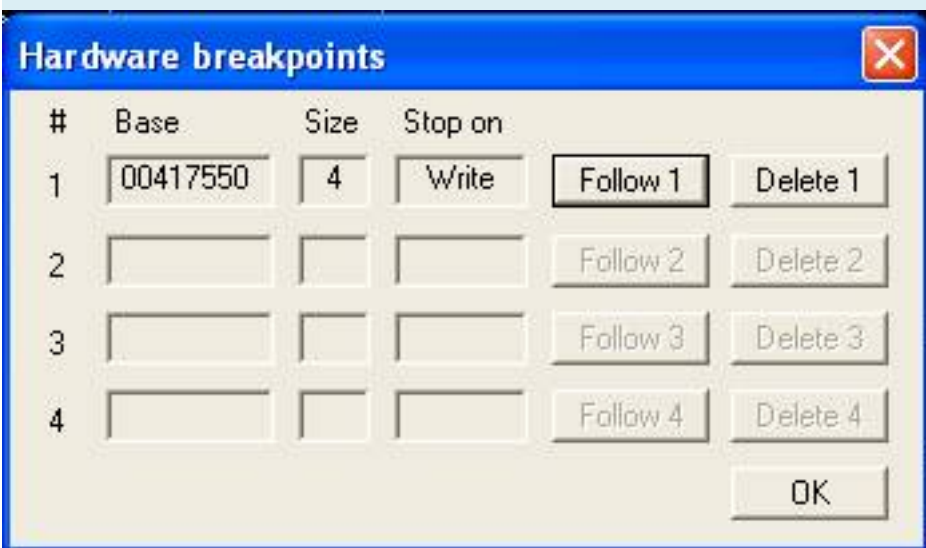 Hardware breakpoints
# Base Size Stop on
1 00417550 4 Write Follow 1 Delete 1
2 Follow 2 Delete 2
3 Follow 3 Delete 3
4 Follow 4 Delete 4
OK